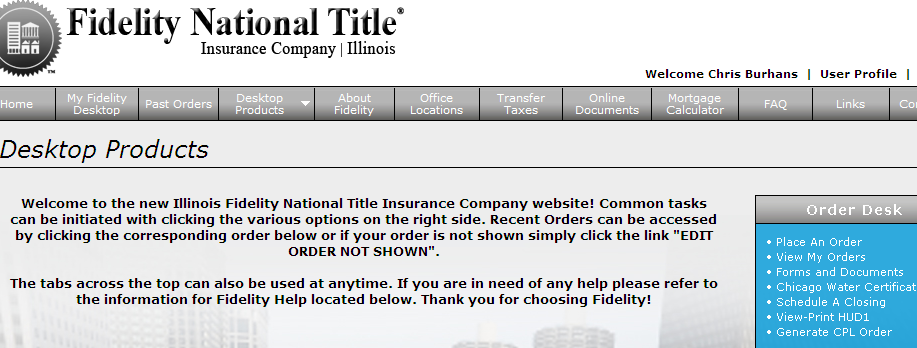 Fidelity National Title®
Insurance Company | Illinois
™
Welcome Chris Burhans | User Profile |
Home
My Fidelity
Desktop
Past Orders
Desktop
Products
About
Fidelity
Office
Locations
Transfer
Taxes
Online
Documents
Mortgage
Calculator
FAQ
Links
Desktop Products
Welcome to the new Illinois Fidelity National Title Insurance Company website! Common tasks
can be initiated with clicking the various options on the right side. Recent Orders can be accessed
by clicking the corresponding order below or if your order is not shown simply click the link "EDIT
ORDER NOT SHOWN".
The tabs across the top can also be used at anytime. If you are in need of any help please refer to
the information for Fidelity Help located below. Thank you for choosing Fidelity!
Order Desk
• Place An Order
• View My Orders
• Forms and Documents
• Chicago Water Certificat
• Schedule A Closing
• View-Print HUD1
• Generate CPL Order